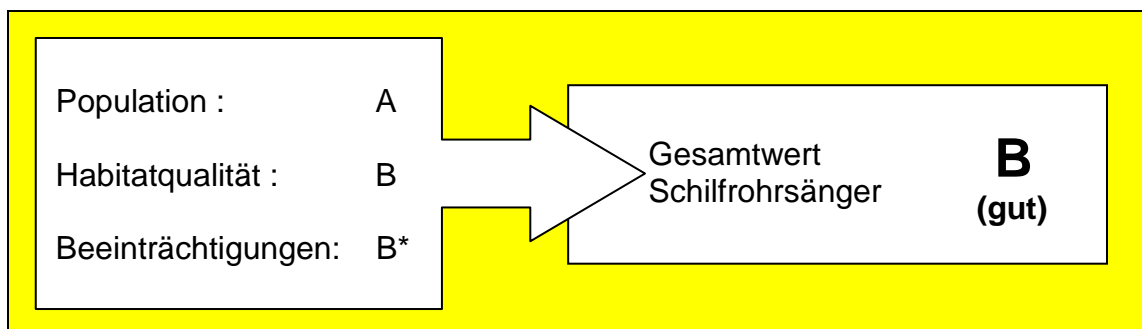 Population : A
Habitatqualität : B
Beeinträchtigungen: B*
Gesamtwert
Schilfrohrsänger
B
(gut)